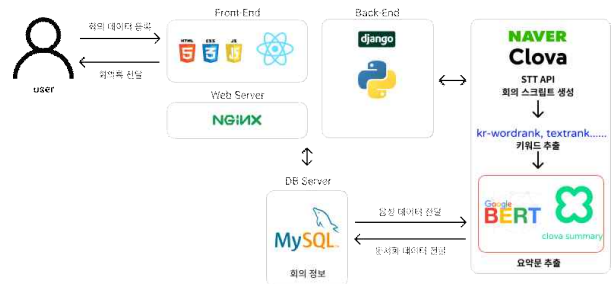 Front-End
Back-End
회의 데이터 등록
HTML
5
CSS
3
JS
5
django
NAVER
Clova
회의록 전달
user
STT API
회의 스크립트 생성
Web Server
NGINX
kr-wordrank, textrank......
키워드 추출
DB Server
음성 데이터 전달
Google
BERT
MySQL
clova summary
문서화 데이터 전달
회의 정보
요약문 추출